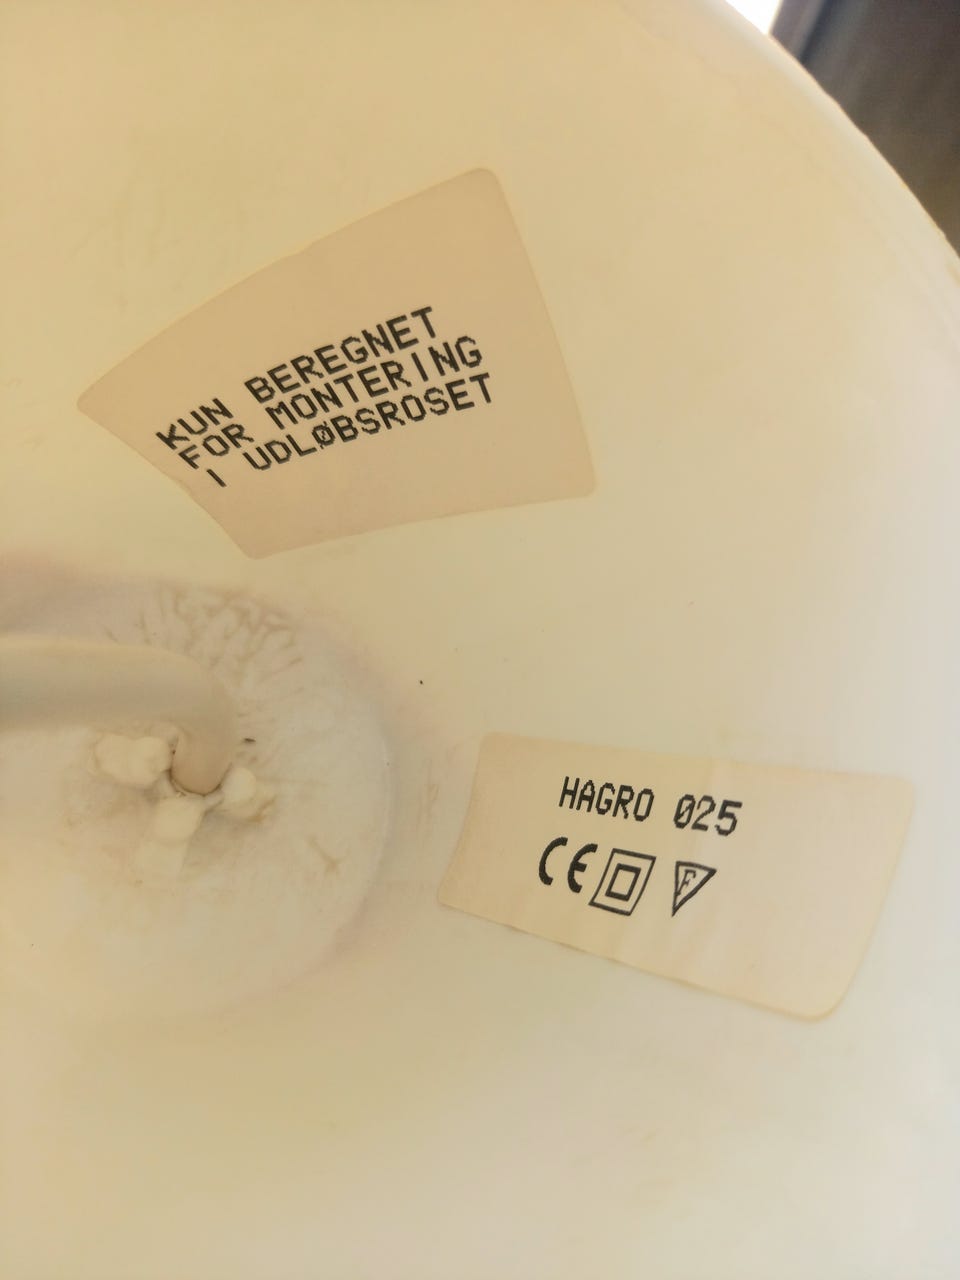 KUN BEREGNET
FOR MONTERING
I UDLØBSROSET
HAGRO 025
CE F